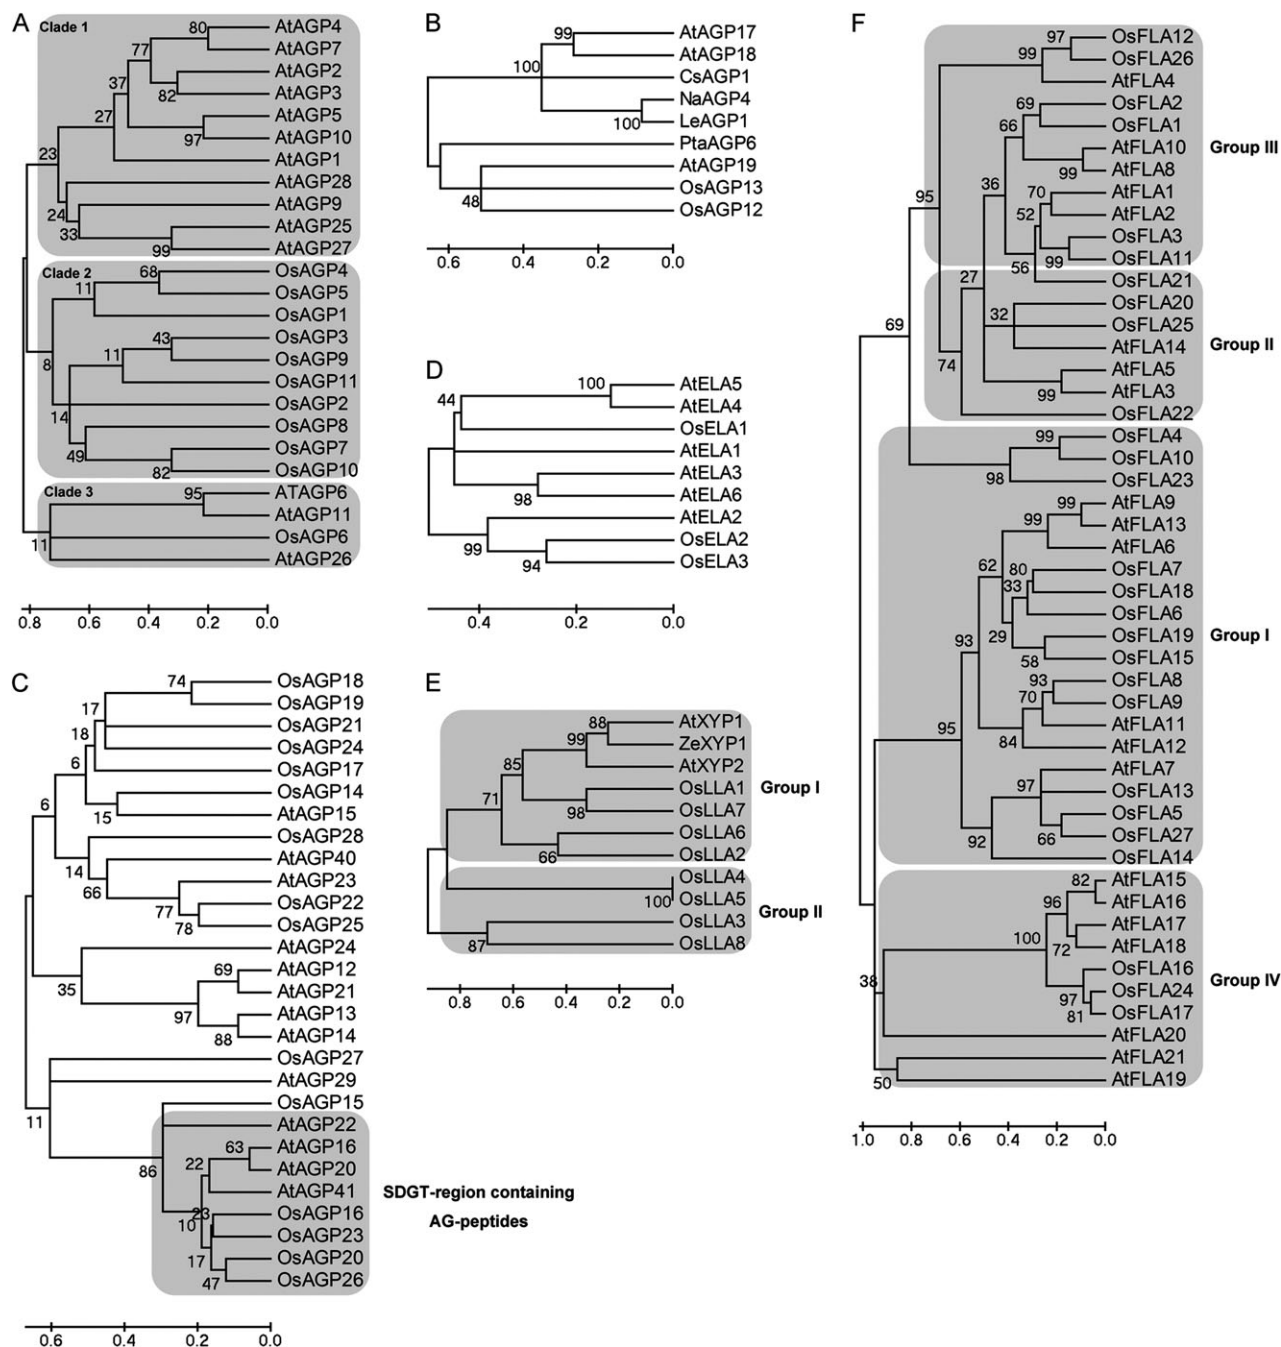 A
Clade 1
80
AtAGP4
AtAGP7
77
AtAGP2
82
AtAGP3
37
AtAGP5
27
97
AtAGP10
23
AtAGP1
AtAGP28
24
AtAGP9
33
AtAGP25
99
AtAGP27
Clade 2
68
OsAGP4
11
OsAGP5
OsAGP1
43
OsAGP3
11
OsAGP9
8
OsAGP11
OsAGP2
14
OsAGP8
49
OsAGP7
82
OsAGP10
Clade 3
95
ATAGP6
AtAGP11
11
OsAGP6
AtAGP26
0.8 0.6 0.4 0.2 0.0
B
99
AtAGP17
AtAGP18
100
CsAGP1
NaAGP4
100
LeAGP1
PtaAGP6
AtAGP19
48
OsAGP13
OsAGP12
0.6 0.4 0.2 0.0
D
100
AtELA5
44
AtELA4
OsELA1
AtELA1
AtELA3
98
AtELA6
AtELA2
99
OsELA2
94
OsELA3
0.4 0.2 0.0
C
74
OsAGP18
OsAGP19
17
OsAGP21
18
OsAGP24
6
OsAGP17
OsAGP14
6
15
AtAGP15
OsAGP28
14
AtAGP40
66
AtAGP23
77
OsAGP22
78
OsAGP25
AtAGP24
35
69
AtAGP12
AtAGP21
97
AtAGP13
88
AtAGP14
OsAGP27
AtAGP29
11
OsAGP15
AtAGP22
86
63
AtAGP16
22
AtAGP20
AtAGP41
23
OsAGP16
10
OsAGP23
17
OsAGP20
47
OsAGP26
SDGT-region containing
AG-peptides
0.6 0.4 0.2 0.0
E
88
AtXYP1
99
ZeXYP1
85
AtXYP2
71
OsLLA1
98
OsLLA7
OsLLA6
66
OsLLA2
Group I
OsLLA4
100
OsLLA5
OsLLA3
87
OsLLA8
Group II
0.8 0.6 0.4 0.2 0.0
F
97
OsFLA12
99
OsFLA26
AtFLA4
69
OsFLA2
66
OsFLA1
AtFLA10
99
AtFLA8
Group III
95
36
70
AtFLA1
52
AtFLA2
OsFLA3
99
OsFLA11
56
OsFLA21
27
OsFLA20
32
OsFLA25
69
AtFLA14
Group II
74
AtFLA5
99
AtFLA3
OsFLA22
99
OsFLA4
OsFLA10
98
OsFLA23
99
AtFLA9
99
AtFLA13
AtFLA6
62
80
OsFLA7
33
OsFLA18
OsFLA6
29
OsFLA19
58
OsFLA15
Group I
93
93
OsFLA8
70
OsFLA9
AtFLA11
84
AtFLA12
95
AtFLA7
97
OsFLA13
OsFLA5
66
OsFLA27
92
OsFLA14
82
AtFLA15
96
AtFLA16
AtFLA17
100
72
AtFLA18
OsFLA16
97
OsFLA24
81
OsFLA17
Group IV
38
AtFLA20
AtFLA21
50
AtFLA19
1.0 0.8 0.6 0.4 0.2 0.0